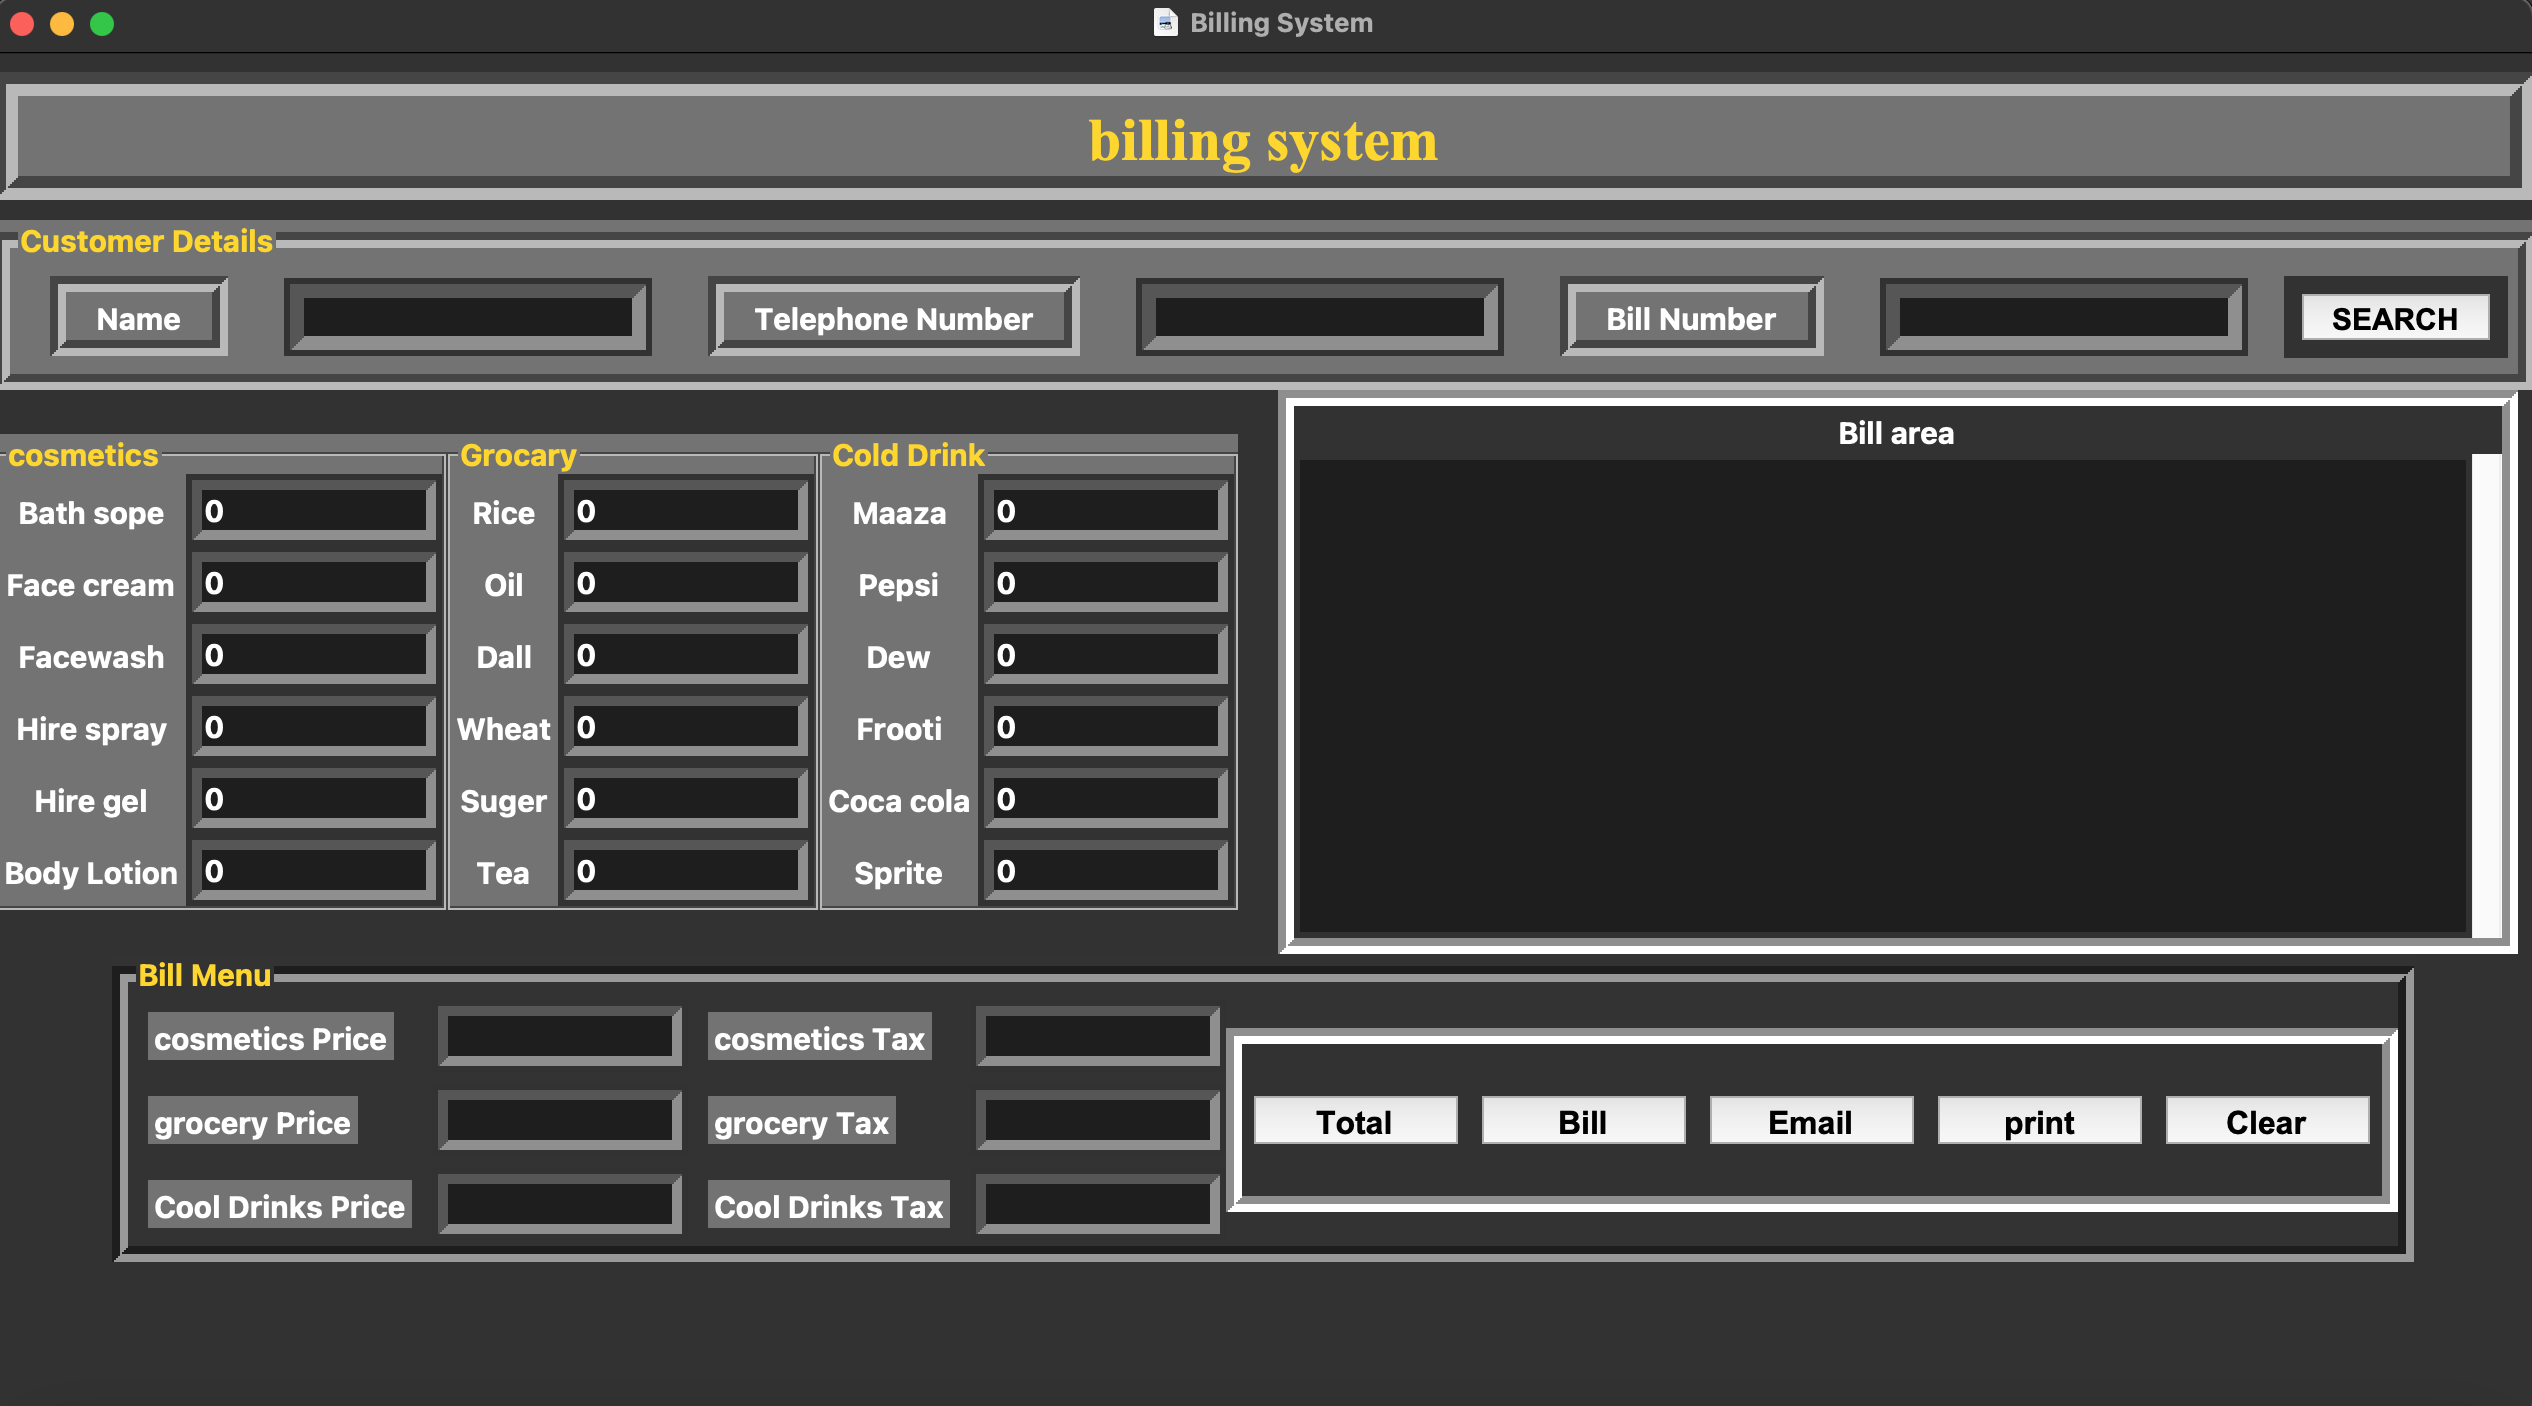 Billing System
billing system
Customer Details
Name Telephone Number Bill Number SEARCH
cosmetics Grocary Cold Drink
Bath sope 0 Rice 0 Maaza 0
Face cream 0 Oil 0 Pepsi 0
Facewash 0 Dall 0 Dew 0
Hire spray 0 Wheat 0 Frooti 0
Hire gel 0 Suger 0 Coca cola 0
Body Lotion 0 Tea 0 Sprite 0
Bill area
Bill Menu
cosmetics Price cosmetics Tax
grocery Price grocery Tax
Cool Drinks Price Cool Drinks Tax
Total Bill Email print Clear